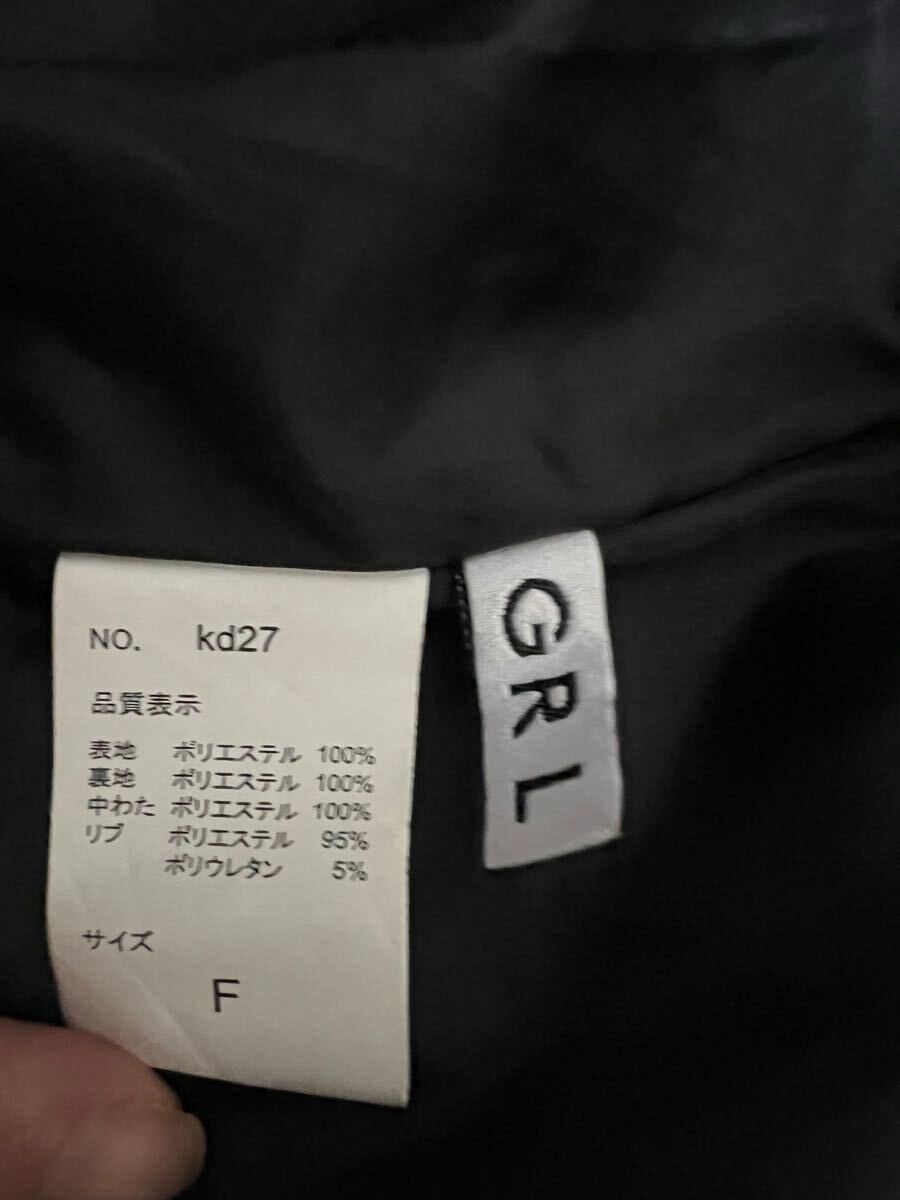 NO. kd27
品質表示
表地 ポリエステル 100%
裏地 ポリエステル 100%
中わた ポリエステル 100%
リブ ポリエステル 95%
ポリウレタン 5%
サイズ
F
GRL